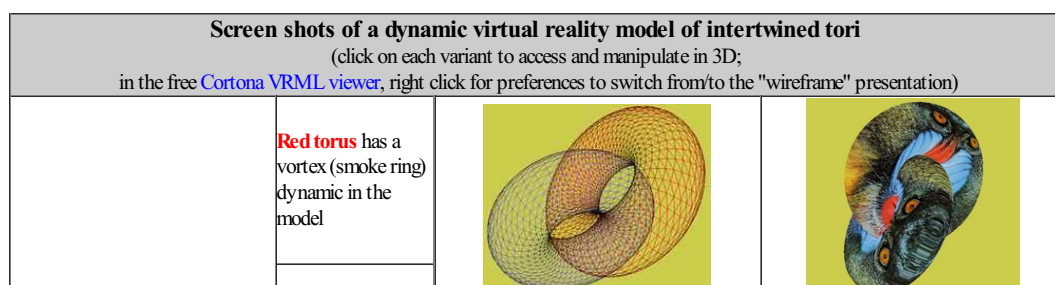 Screen shots of a dynamic virtual reality model of intertwined tori
(click on each variant to access and manipulate in 3D;
in the free Cortona VRML viewer, right click for preferences to switch from/to the "wireframe" presentation)
Red torus has a
vortex (smoke ring)
dynamic in the
model